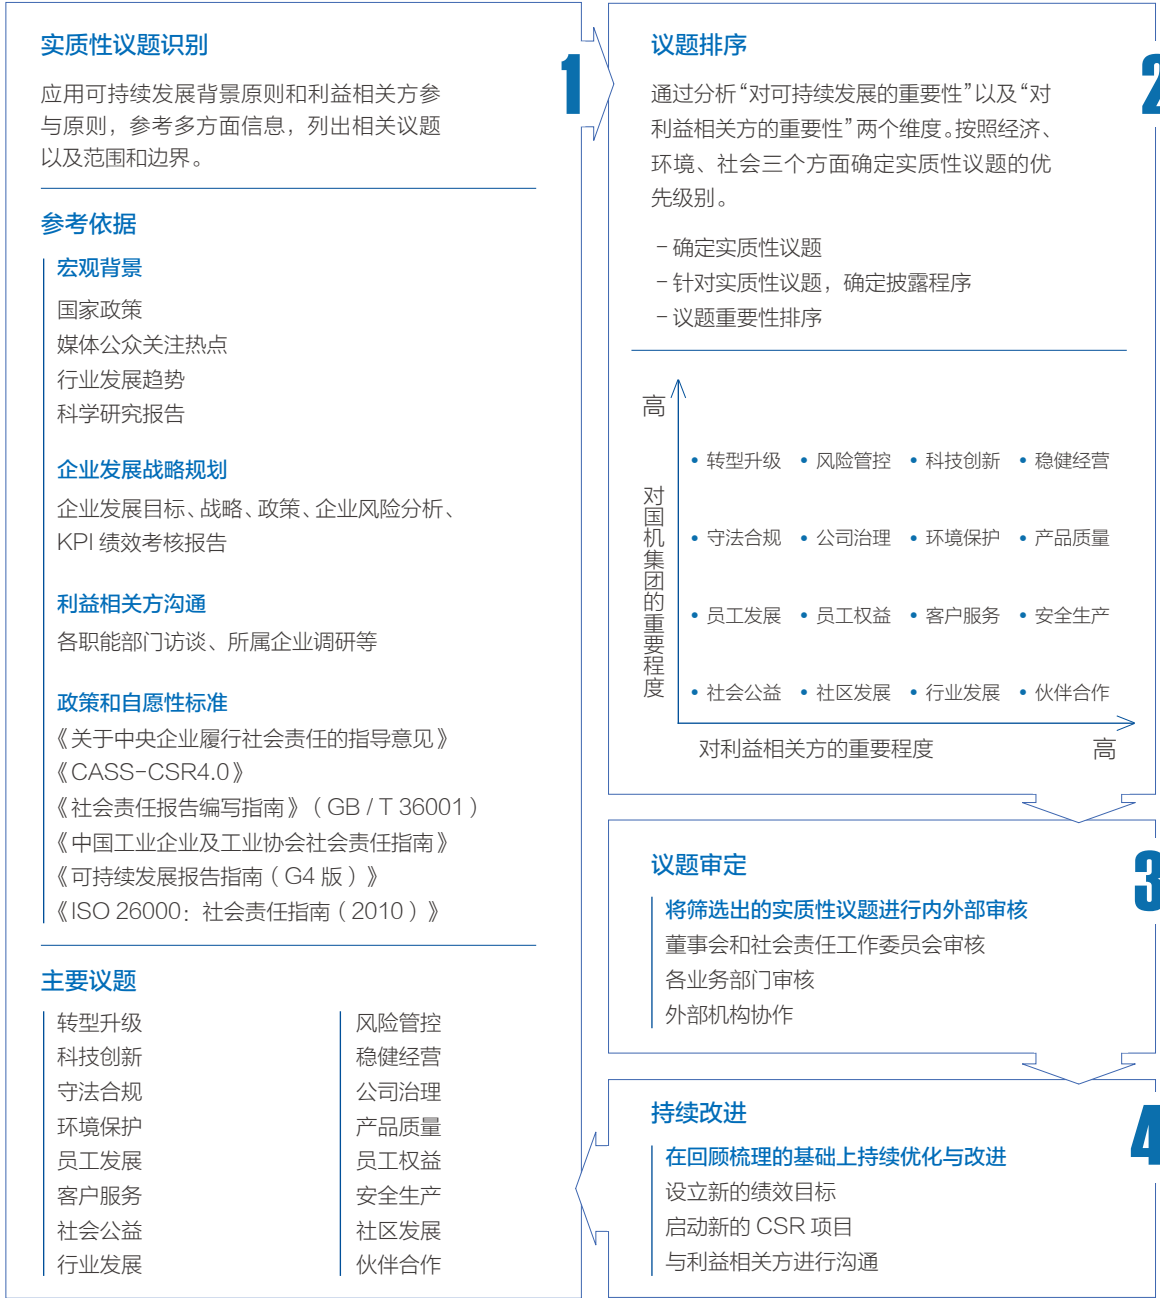 实质性议题识别
1
应用可持续发展背景原则和利益相关方参
与原则，参考多方面信息，列出相关议题
以及范围和边界。
参考依据
宏观背景
国家政策
媒体公众关注热点
行业发展趋势
科学研究报告
企业发展战略规划
企业发展目标、战略、政策、企业风险分析、
KPI 绩效考核报告
利益相关方沟通
各职能部门访谈、所属企业调研等
政策和自愿性标准
《关于中央企业履行社会责任的指导意见》
《CASS-CSR4.0》
《社会责任报告编写指南》（GB / T 36001）
《中国工业企业及工业协会社会责任指南》
《可持续发展报告指南（G4 版）》
《ISO 26000：社会责任指南（2010）》
主要议题
转型升级 风险管控
科技创新 稳健经营
守法合规 公司治理
环境保护 产品质量
员工发展 员工权益
客户服务 安全生产
社会公益 社区发展
行业发展 伙伴合作
议题排序
2
通过分析“对可持续发展的重要性”以及“对
利益相关方的重要性”两个维度。按照经济、
环境、社会三个方面确定实质性议题的优
先级别。
- 确定实质性议题
- 针对实质性议题，确定披露程序
- 议题重要性排序
高
对国机集团的重要程度
• 转型升级 • 风险管控 • 科技创新 • 稳健经营
• 守法合规 • 公司治理 • 环境保护 • 产品质量
• 员工发展 • 员工权益 • 客户服务 • 安全生产
• 社会公益 • 社区发展 • 行业发展 • 伙伴合作
对利益相关方的重要程度 高
议题审定
3
将筛选出的实质性议题进行内外部审核
董事会和社会责任工作委员会审核
各业务部门审核
外部机构协作
持续改进
4
在回顾梳理的基础上持续优化与改进
设立新的绩效目标
启动新的 CSR 项目
与利益相关方进行沟通